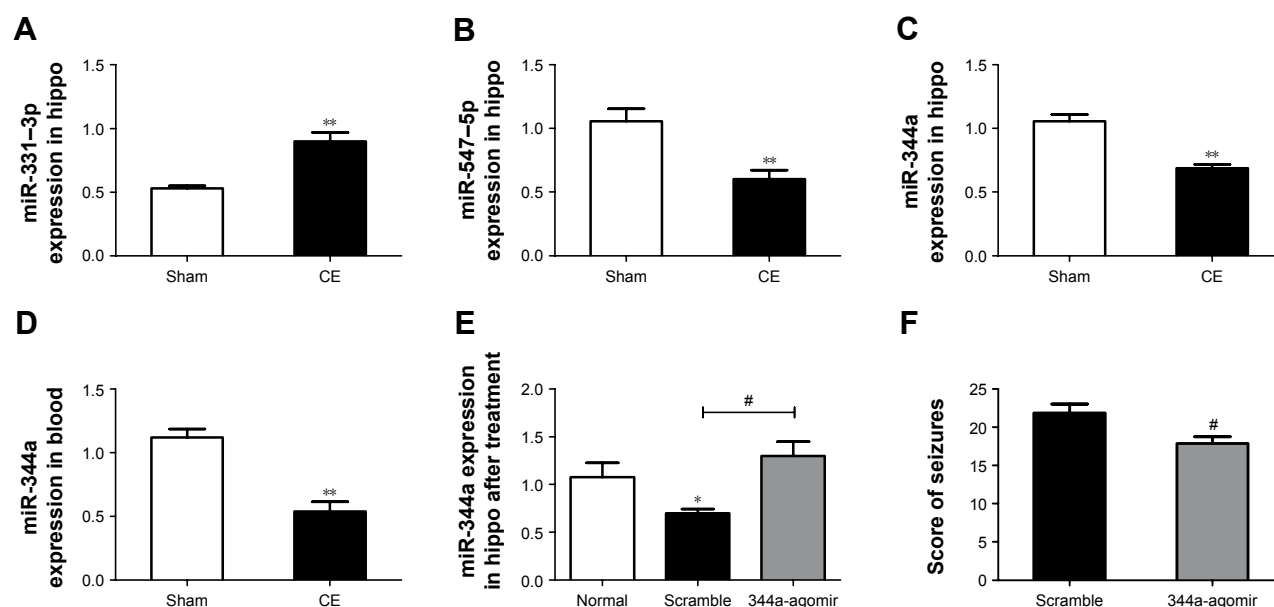 A
miR-331–3p
expression in hippo
1.5
1.0
0.5
0.0
**
Sham
CE
B
miR-547–5p
expression in hippo
1.5
1.0
0.5
0.0
**
Sham
CE
C
miR-344a
expression in hippo
1.5
1.0
0.5
0.0
**
Sham
CE
D
miR-344a
expression in blood
1.5
1.0
0.5
0.0
**
Sham
CE
E
miR-344a expression
in hippo after treatment
2.0
1.5
1.0
0.5
0.0
*
#
Normal
Scramble
344a-agomir
F
Score of seizures
25
20
15
10
5
0
#
Scramble
344a-agomir